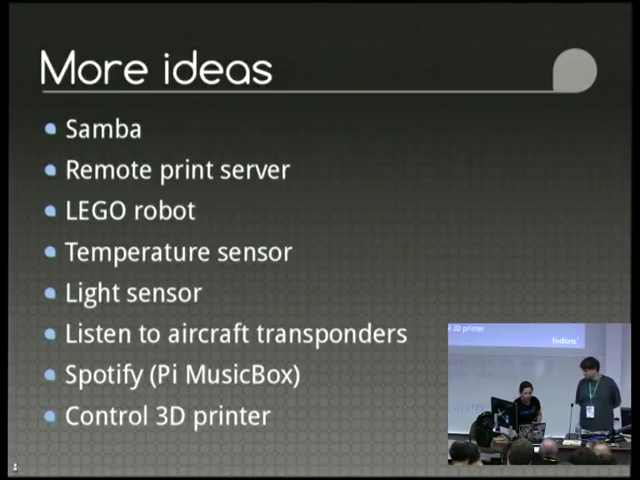 More ideas
Samba
Remote print server
LEGO robot
Temperature sensor
Light sensor
Listen to aircraft transponders
Spotify (Pi MusicBox)
Control 3D printer
3D printer
fedora